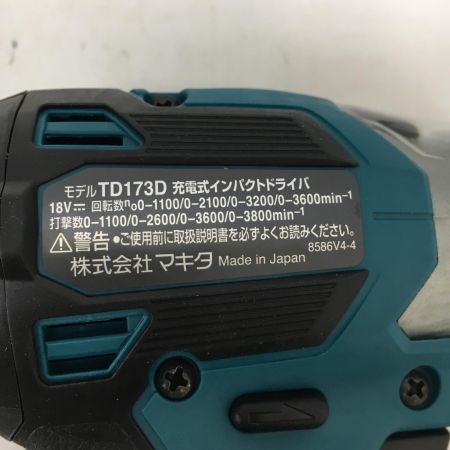 モデル TD173D 充電式インパクトドライバ
18V⎓ 回転数n₀0-1100/0-2100/0-3200/0-3600min⁻¹
打撃数0-1100/0-2600/0-3600/0-3800min⁻¹
⚠警告 •ご使用前に取扱説明書を必ずよくお読みください。
8586V4-4
株式会社 マキタ Made in Japan